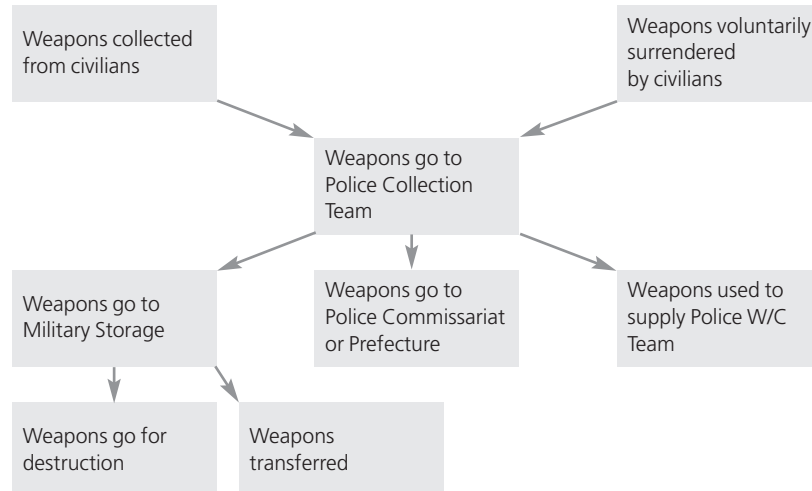 Weapons collected
from civilians
Weapons voluntarily
surrendered
by civilians
Weapons go to
Police Collection
Team
Weapons go to
Military Storage
Weapons go to
Police Commissariat
or Prefecture
Weapons used to
supply Police W/C
Team
Weapons go for
destruction
Weapons
transferred